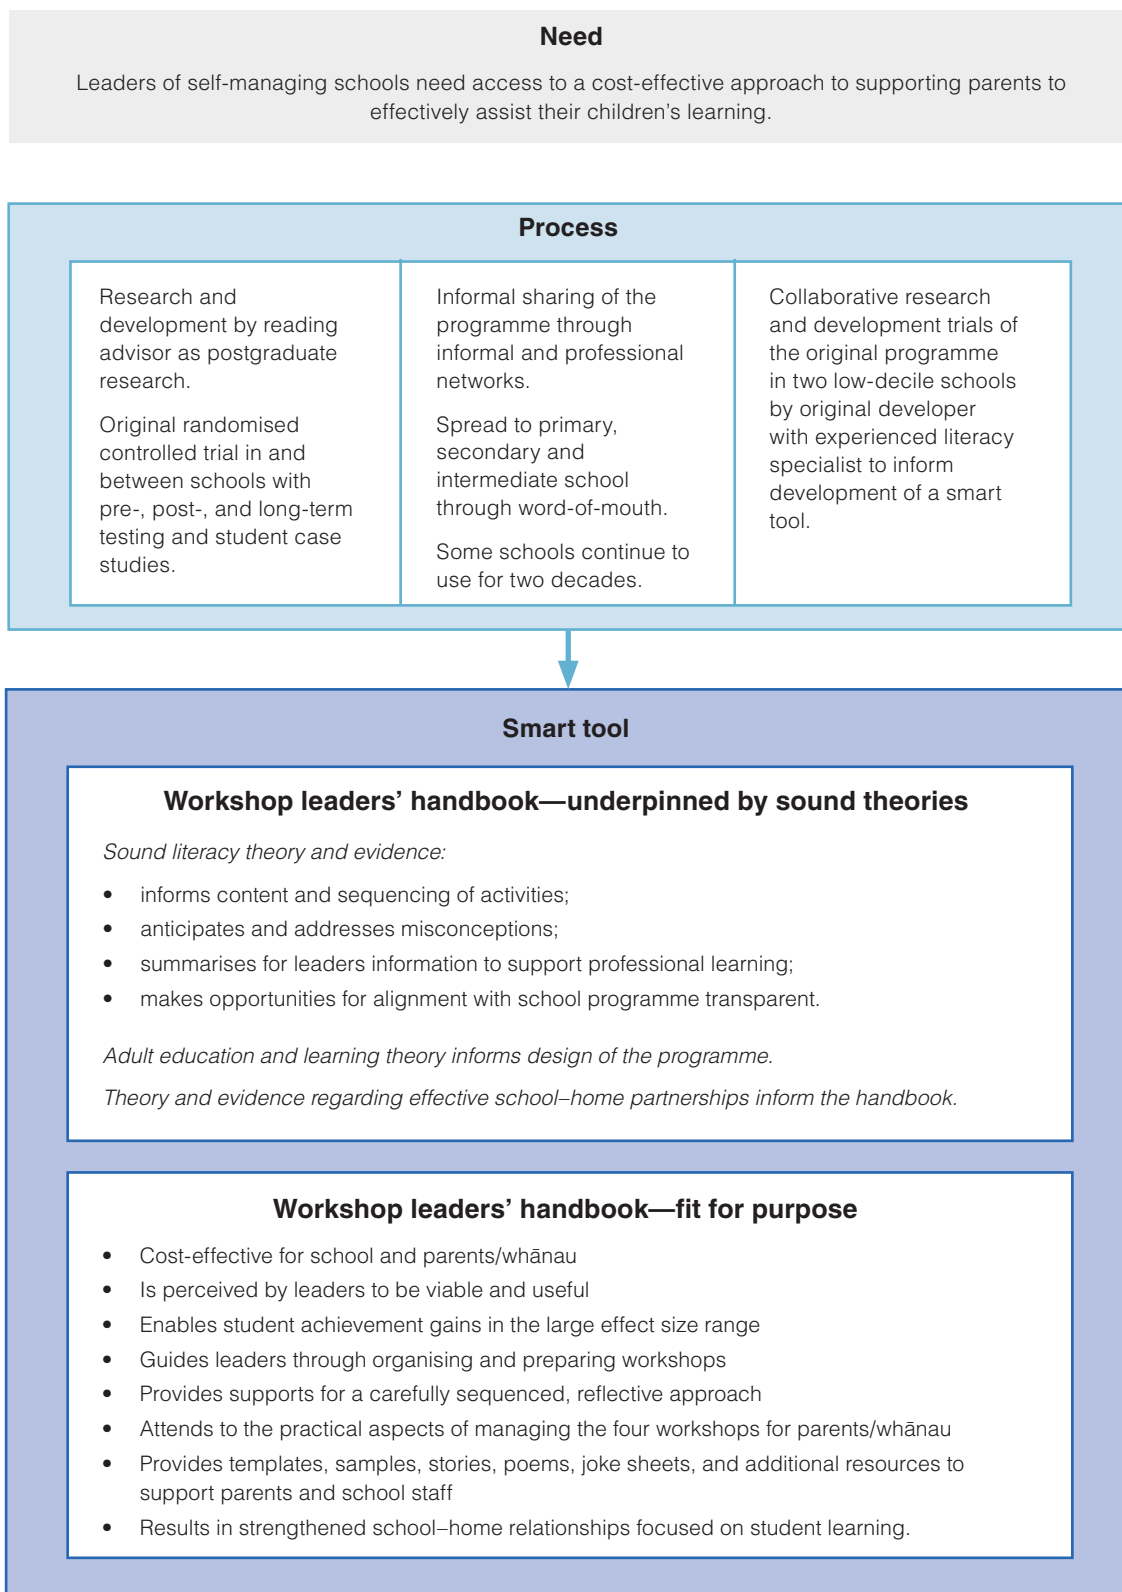 Need
Leaders of self-managing schools need access to a cost-effective approach to supporting parents to
effectively assist their children’s learning.
Process
Research and
development by reading
advisor as postgraduate
research.
Original randomised
controlled trial in and
between schools with
pre-, post-, and long-term
testing and student case
studies.
Informal sharing of the
programme through
informal and professional
networks.
Spread to primary,
secondary and
intermediate school
through word-of-mouth.
Some schools continue to
use for two decades.
Collaborative research
and development trials of
the original programme
in two low-decile schools
by original developer
with experienced literacy
specialist to inform
development of a smart
tool.
Smart tool
Workshop leaders’ handbook—underpinned by sound theories
Sound literacy theory and evidence:
• informs content and sequencing of activities;
• anticipates and addresses misconceptions;
• summarises for leaders information to support professional learning;
• makes opportunities for alignment with school programme transparent.
Adult education and learning theory informs design of the programme.
Theory and evidence regarding effective school–home partnerships inform the handbook.
Workshop leaders’ handbook—fit for purpose
• Cost-effective for school and parents/whānau
• Is perceived by leaders to be viable and useful
• Enables student achievement gains in the large effect size range
• Guides leaders through organising and preparing workshops
• Provides supports for a carefully sequenced, reflective approach
• Attends to the practical aspects of managing the four workshops for parents/whānau
• Provides templates, samples, stories, poems, joke sheets, and additional resources to
support parents and school staff
• Results in strengthened school–home relationships focused on student learning.